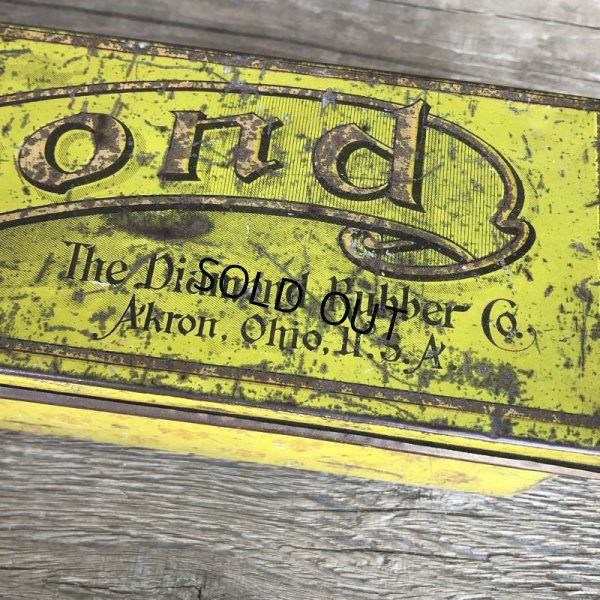 ond
The Diamond Rubber Co.
Akron, Ohio, U.S.A.
SOLD OUT